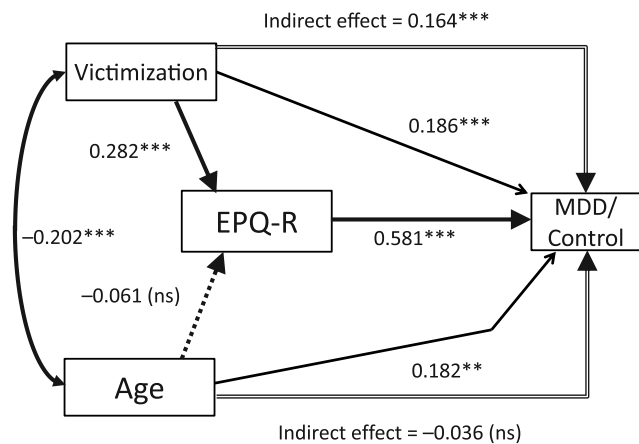 Indirect effect = 0.164***
Victimization
0.186***
0.282***
EPQ-R
MDD/
Control
0.581***
–0.202***
–0.061 (ns)
Age
0.182**
Indirect effect = –0.036 (ns)